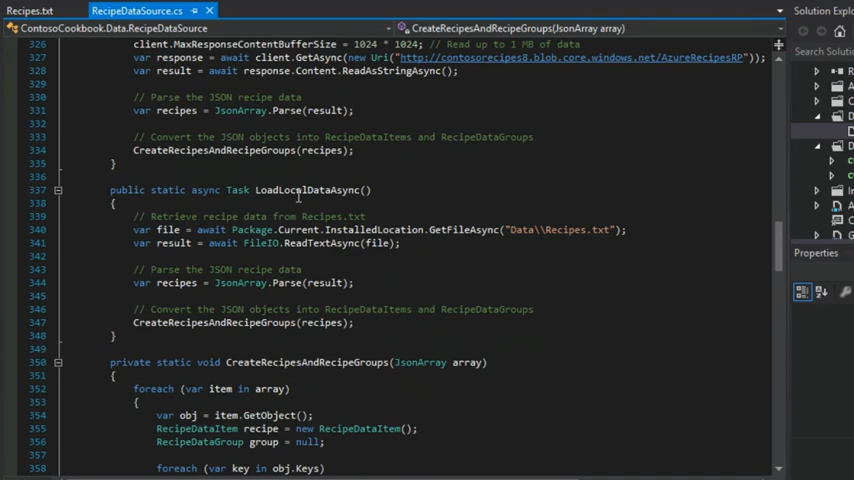 Recipes.txt
RecipeDataSource.cs
Solution Explo
ContosoCookbook.Data.RecipeDataSource
CreateRecipesAndRecipeGroups(JsonArray array)
Search Solutio
326 client.MaxResponseContentBufferSize = 1024 * 1024; // Read up to 1 MB of data
327 var response = await client.GetAsync(new Uri("http://contosorecipes8.blob.core.windows.net/AzureRecipesRP"));
328 var result = await response.Content.ReadAsStringAsync();
329
330 // Parse the JSON recipe data
331 var recipes = JsonArray.Parse(result);
332
333 // Convert the JSON objects into RecipeDataItems and RecipeDataGroups
334 CreateRecipesAndRecipeGroups(recipes);
335 }
336
337 public static async Task LoadLocalDataAsync()
338 {
339 // Retrieve recipe data from Recipes.txt
340 var file = await Package.Current.InstalledLocation.GetFileAsync("Data\\Recipes.txt");
341 var result = await FileIO.ReadTextAsync(file);
342
343 // Parse the JSON recipe data
344 var recipes = JsonArray.Parse(result);
345
346 // Convert the JSON objects into RecipeDataItems and RecipeDataGroups
347 CreateRecipesAndRecipeGroups(recipes);
348 }
349
350 private static void CreateRecipesAndRecipeGroups(JsonArray array)
351 {
352 foreach (var item in array)
353 {
354 var obj = item.GetObject();
355 RecipeDataItem recipe = new RecipeDataItem();
356 RecipeDataGroup group = null;
357
358 foreach (var key in obj.Keys)
Properties